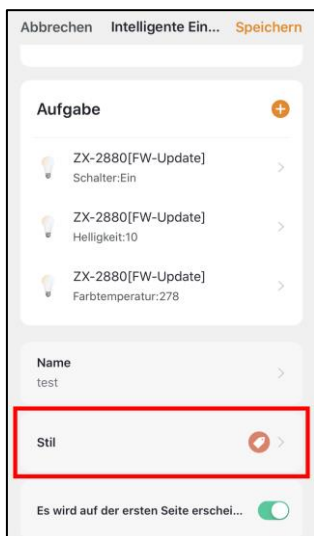 Abbrechen Intelligente Ein... Speichern
Aufgabe
ZX-2880[FW-Update]
Schalter:Ein
ZX-2880[FW-Update]
Helligkeit:10
ZX-2880[FW-Update]
Farbtemperatur:278
Name
test
Stil
Es wird auf der ersten Seite erschei...